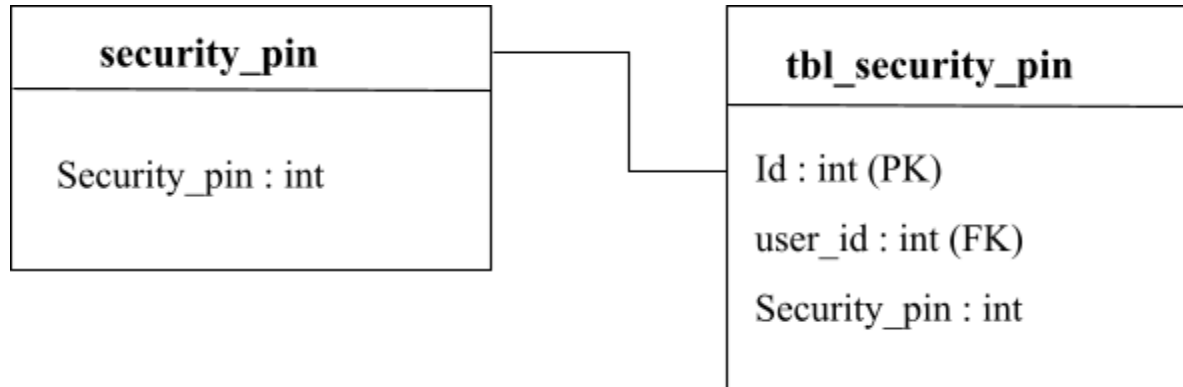 security_pin
Security_pin : int
tbl_security_pin
Id : int (PK)
user_id : int (FK)
Security_pin : int